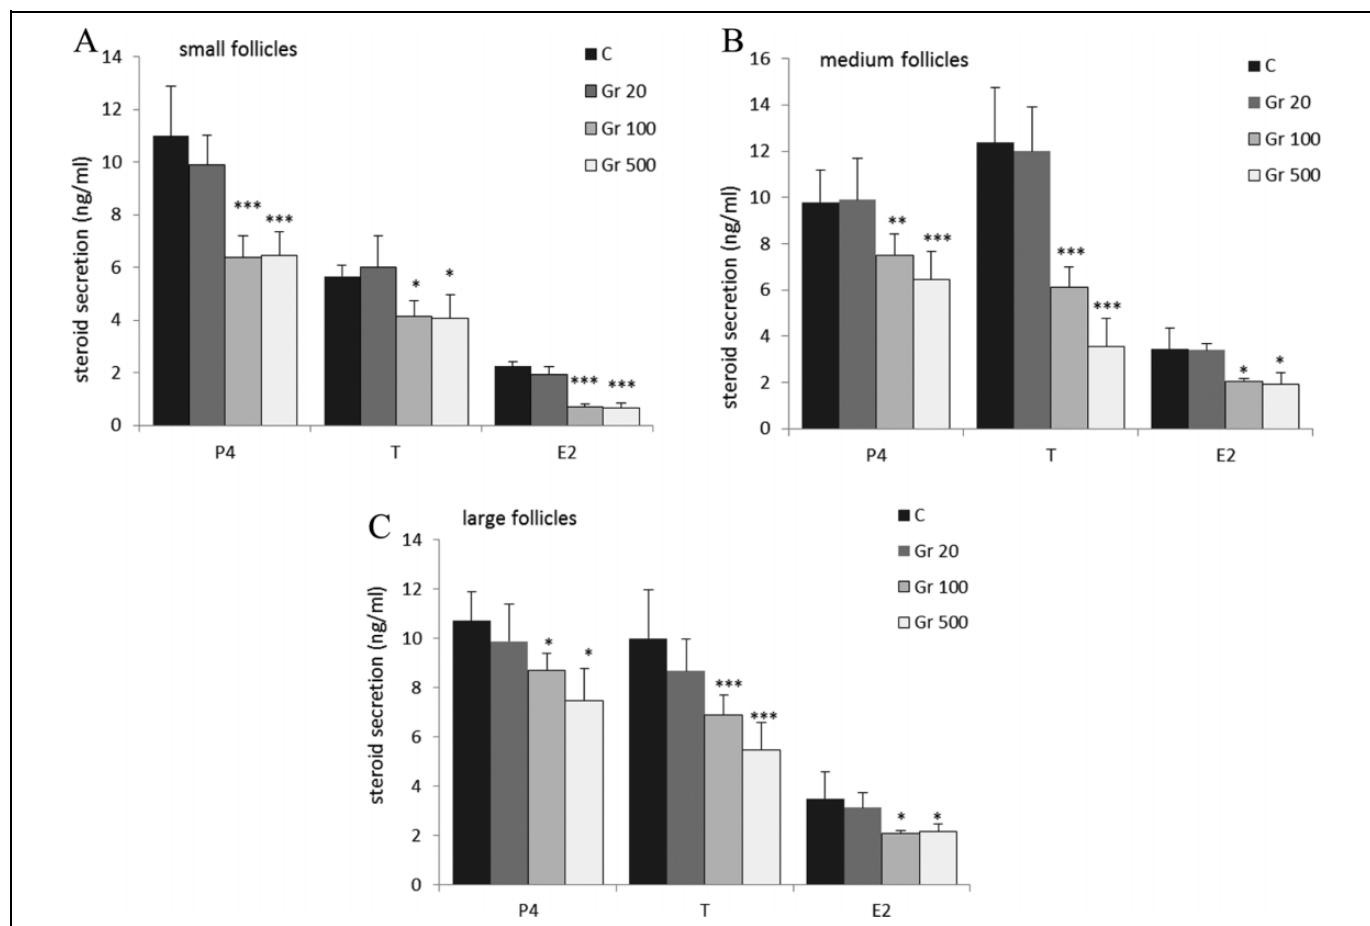 A
small follicles
C
Gr 20
Gr 100
Gr 500
steroid secretion (ng/ml)
14
12
10
8
6
4
2
0
***
***
*
*
***
***
P4 T E2
B
medium follicles
C
Gr 20
Gr 100
Gr 500
steroid secretion (ng/ml)
16
14
12
10
8
6
4
2
0
**
***
***
***
*
*
P4 T E2
C
large follicles
C
Gr 20
Gr 100
Gr 500
steroid secretion (ng/ml)
14
12
10
8
6
4
2
0
*
*
***
***
*
*
P4 T E2